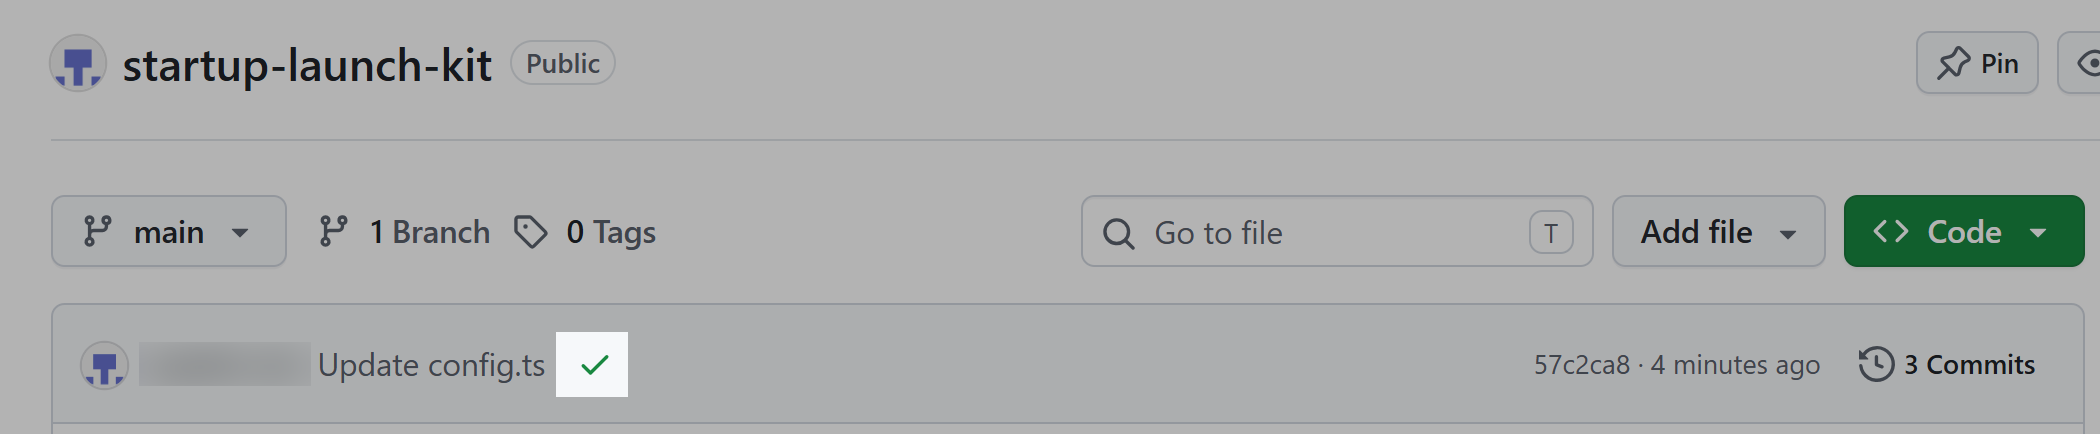 startup-launch-kit Public Pin
main 1 Branch 0 Tags Go to file T Add file Code
Update config.ts 57c2ca8 · 4 minutes ago 3 Commits